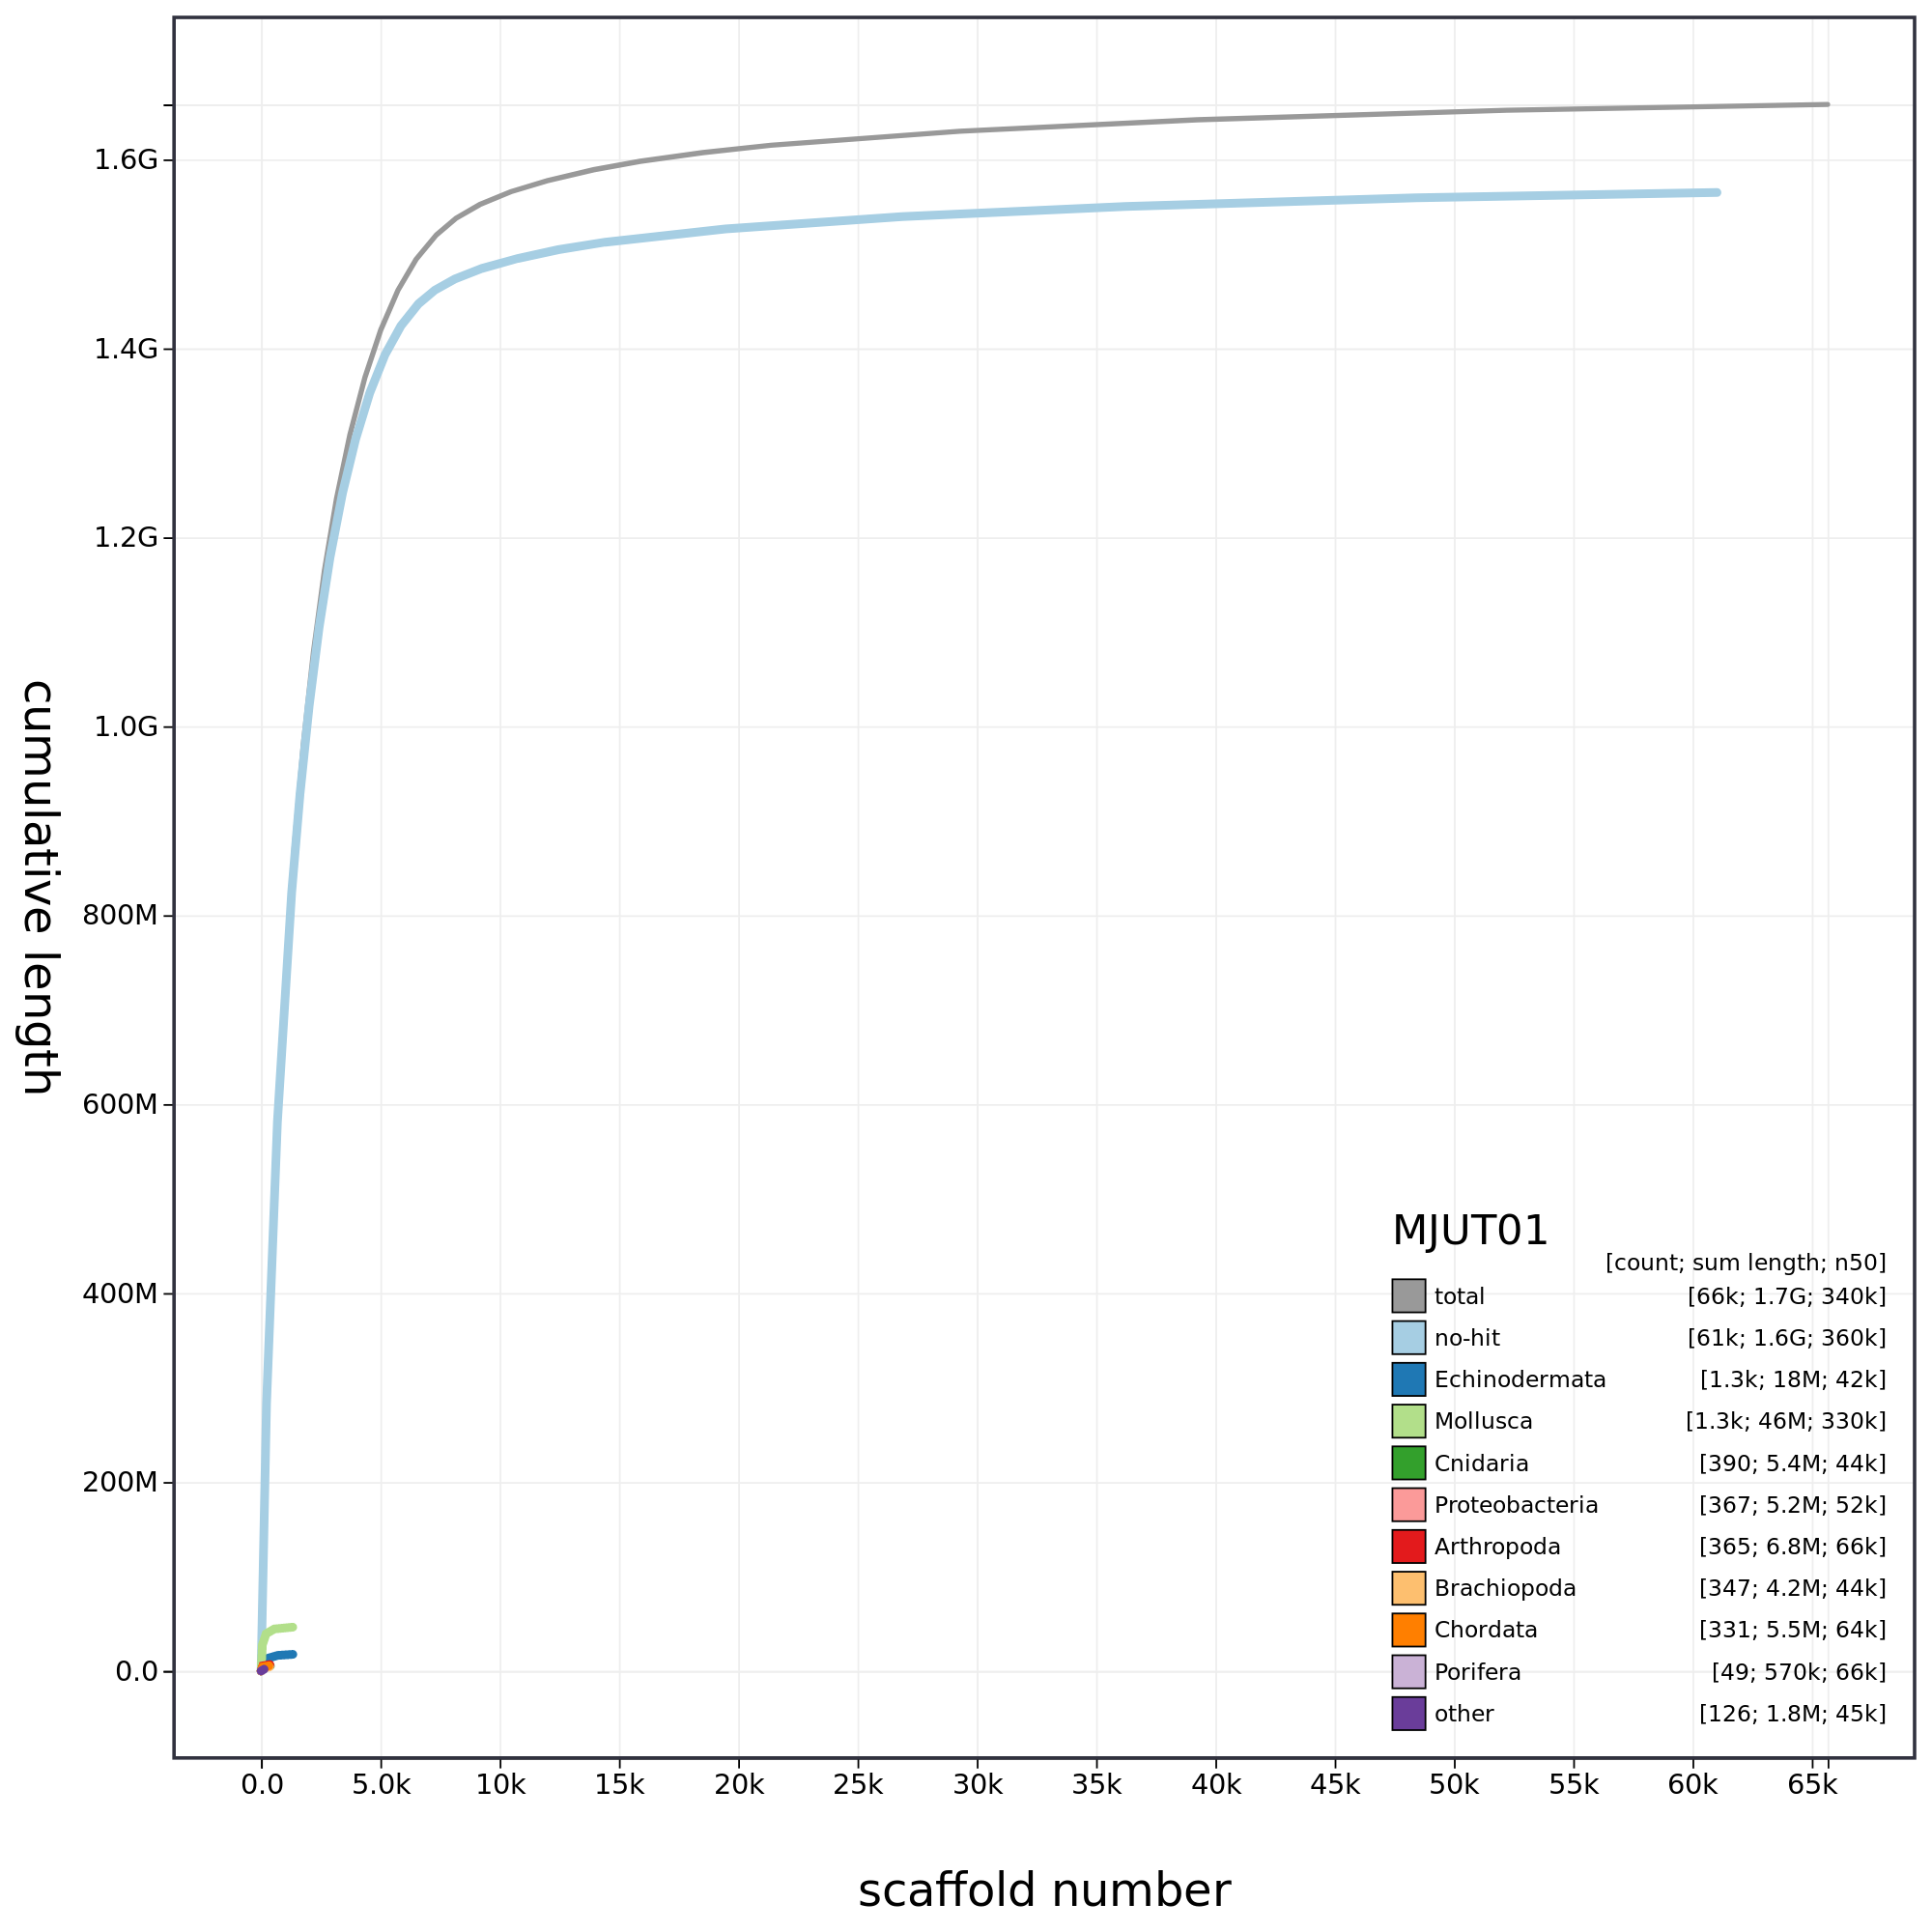 cumulative length
1.6G
1.4G
1.2G
1.0G
800M
600M
400M
200M
0.0
MJUT01
[count; sum length; n50]
total [66k; 1.7G; 340k]
no-hit [61k; 1.6G; 360k]
Echinodermata [1.3k; 18M; 42k]
Mollusca [1.3k; 46M; 330k]
Cnidaria [390; 5.4M; 44k]
Proteobacteria [367; 5.2M; 52k]
Arthropoda [365; 6.8M; 66k]
Brachiopoda [347; 4.2M; 44k]
Chordata [331; 5.5M; 64k]
Porifera [49; 570k; 66k]
other [126; 1.8M; 45k]
0.0 5.0k 10k 15k 20k 25k 30k 35k 40k 45k 50k 55k 60k 65k
scaffold number